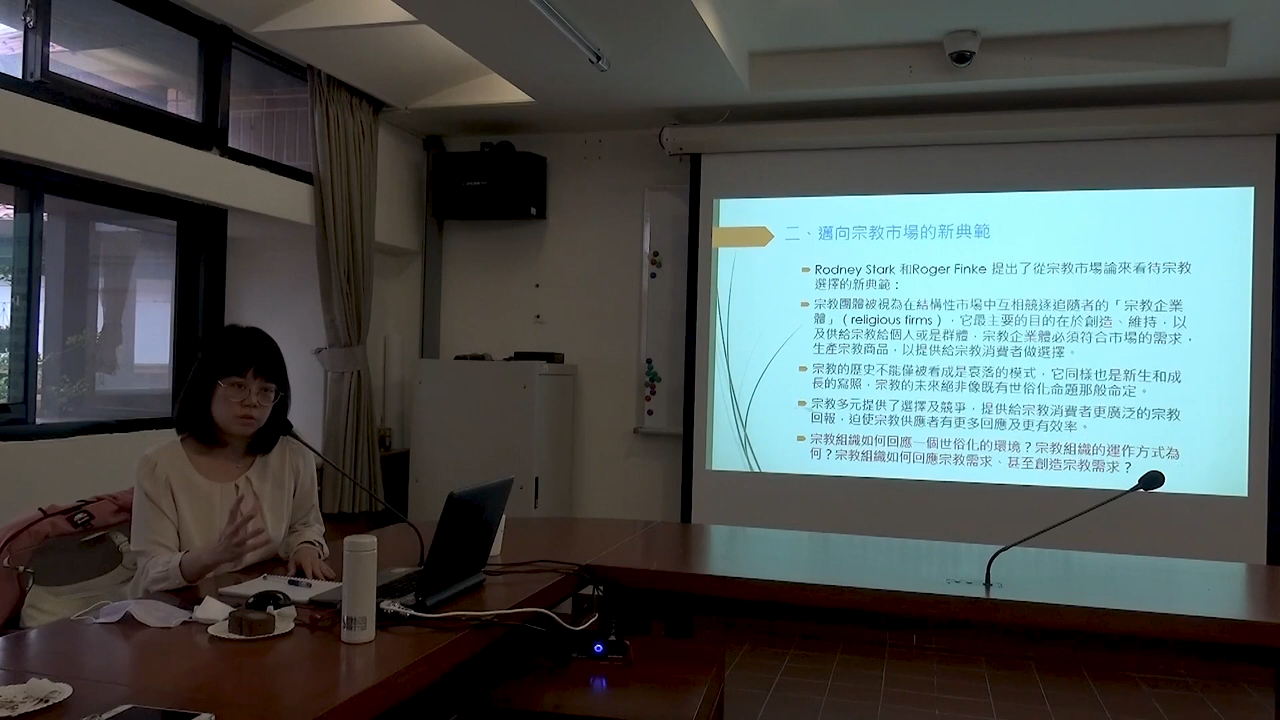 二、邁向宗教市場的新典範
Rodney Stark 和Roger Finke 提出了從宗教市場論來看待宗教
選擇的新典範：
宗教團體被視為在結構性市場中互相競逐追隨者的「宗教企業
體」（religious firms），它最主要的目的在於創造、維持，以
及供給宗教給個人或是群體，宗教企業體必須符合市場的需求，
生產宗教商品，以提供給宗教消費者做選擇。
宗教的歷史不能僅被看成是衰落的模式，它同樣也是新生和成
長的寫照，宗教的未來絕非像既有世俗化命題那般命定。
宗教多元提供了選擇及競爭，提供給宗教消費者更廣泛的宗教
回報，迫使宗教供應者有更多回應及更有效率。
宗教組織如何回應一個世俗化的環境？宗教組織的運作方式為
何？宗教組織如何回應宗教需求、甚至創造宗教需求？